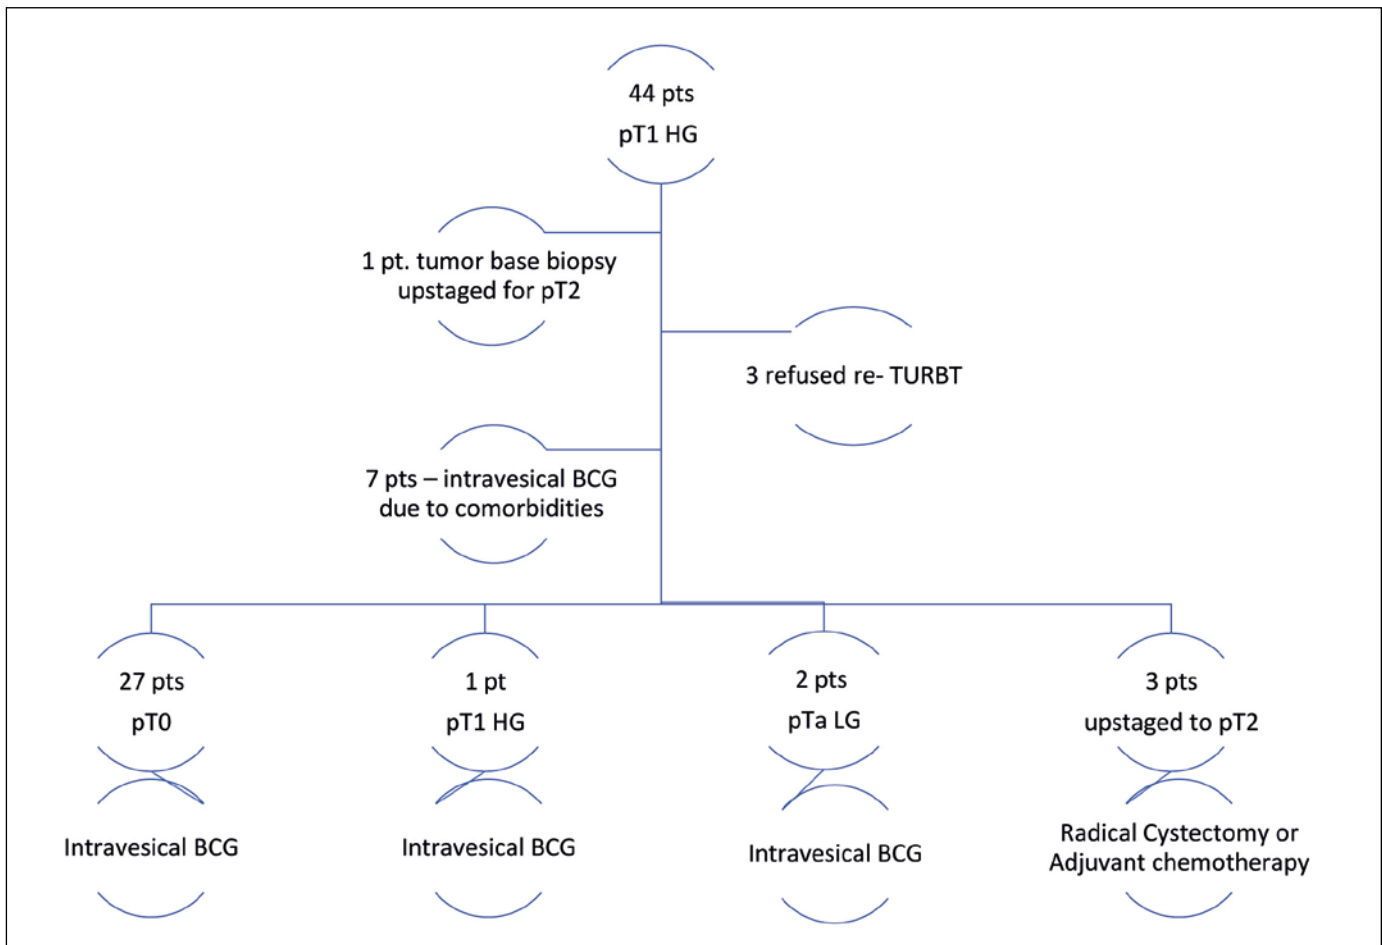 44 pts
pT1 HG
1 pt. tumor base biopsy
upstaged for pT2
3 refused re- TURBT
7 pts – intravesical BCG
due to comorbidities
27 pts
pT0
1 pt
pT1 HG
2 pts
pTa LG
3 pts
upstaged to pT2
Intravesical BCG
Intravesical BCG
Intravesical BCG
Radical Cystectomy or
Adjuvant chemotherapy